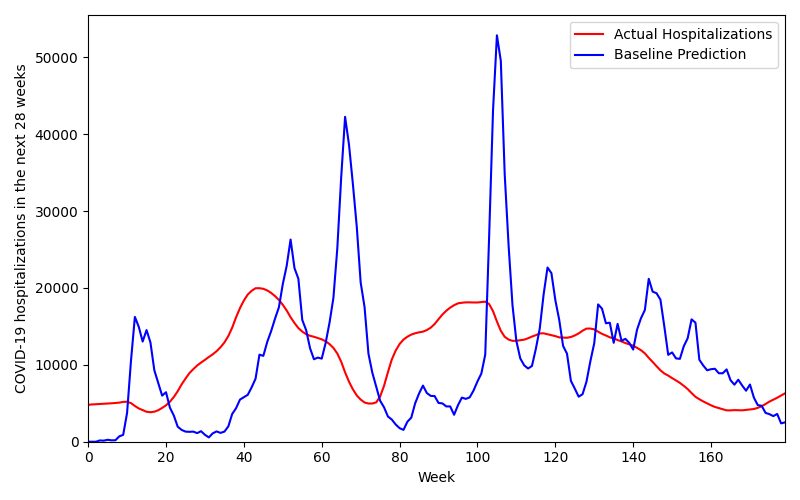 Actual Hospitalizations
Baseline Prediction
COVID-19 hospitalizations in the next 28 weeks
50000
40000
30000
20000
10000
0
0 20 40 60 80 100 120 140 160
Week